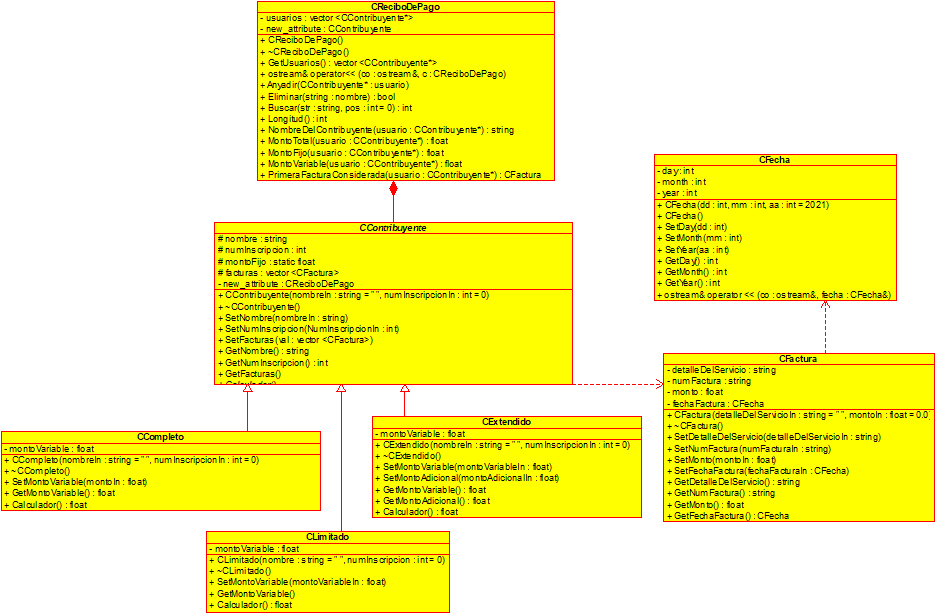 CReciboDePago
- usuarios : vector <CContribuyente*>
- new_attribute : CContribuyente
+ CReciboDePago()
+ ~CReciboDePago()
+ GetUsuarios() : vector <CContribuyente*>
+ ostream& operator<< (co : ostream&, c : CReciboDePago)
+ Anyadir(CContribuyente* : usuario)
+ Eliminar(string : nombre) : bool
+ Buscar(str : string, pos : int = 0) : int
+ Longitud() : int
+ NombreDelContribuyente(usuario : CContribuyente*) : string
+ MontoTotal(usuario : CContribuyente*) : float
+ MontoFijo(usuario : CContribuyente*) : float
+ MontoVariable(usuario : CContribuyente*) : float
+ PrimeraFacturaConsiderada(usuario : CContribuyente*) : CFactura
CFecha
- day: int
- month : int
- year : int
+ CFecha(dd : int, mm : int, aa : int = 2021)
+ CFecha()
+ SetDay(dd : int)
+ SetMonth(mm : int)
+ SetYear(aa : int)
+ GetDay() : int
+ GetMonth() : int
+ GetYear() : int
+ ostream& operator << (co : ostream&, fecha : CFecha&)
CContribuyente
# nombre : string
# numInscripcion : int
# montoFijo : static float
# facturas : vector <CFactura>
- new_attribute : CReciboDePago
+ CContribuyente(nombreIn : string = " ", numInscripcionIn : int = 0)
+ ~CContribuyente()
+ SetNombre(nombreIn : string)
+ SetNumInscripcion(NumInscripcionIn : int)
+ SetFacturas(val : vector <CFactura>)
+ GetNombre() : string
+ GetNumInscripcion() : int
+ GetFacturas()
CFactura
- detalleDelServicio : string
- numFactura : string
- monto : float
- fechaFactura : CFecha
+ CFactura(detalleDelServicioIn : string = " ", montoIn : float = 0.0
+ ~CFactura()
+ SetDetalleDelServicio(detalleDelServicioIn : string)
+ SetNumFactura(numFacturaIn : string)
+ SetMonto(montoIn : float)
+ SetFechaFactura(fechaFacturaIn : CFecha)
+ GetDetalleDelServicio() : string
+ GetNumFactura() : string
+ GetMonto() : float
+ GetFechaFactura() : CFecha
CCompleto
- montoVariable : float
+ CCompleto(nombreIn : string = " ", numInscripcionIn : int = 0)
+ ~CCompleto()
+ SetMontoVariable(montoIn : float)
+ GetMontoVariable() : float
+ Calculador() : float
CExtendido
- montoVariable : float
+ CExtendido(nombreIn : string = " ", numInscripcionIn : int = 0)
+ ~CExtendido()
+ SetMontoVariable(montoVariableIn : float)
+ SetMontoAdicional(montoAdicionalIn : float)
+ GetMontoVariable() : float
+ GetMontoAdicional() : float
+ Calculador() : float
CLimitado
- montoVariable : float
+ CLimitado(nombre : string = " ", numInscripcion : int = 0)
+ ~CLimitado()
+ SetMontoVariable(montoVariableIn : float)
+ GetMontoVariable()
+ Calculador() : float